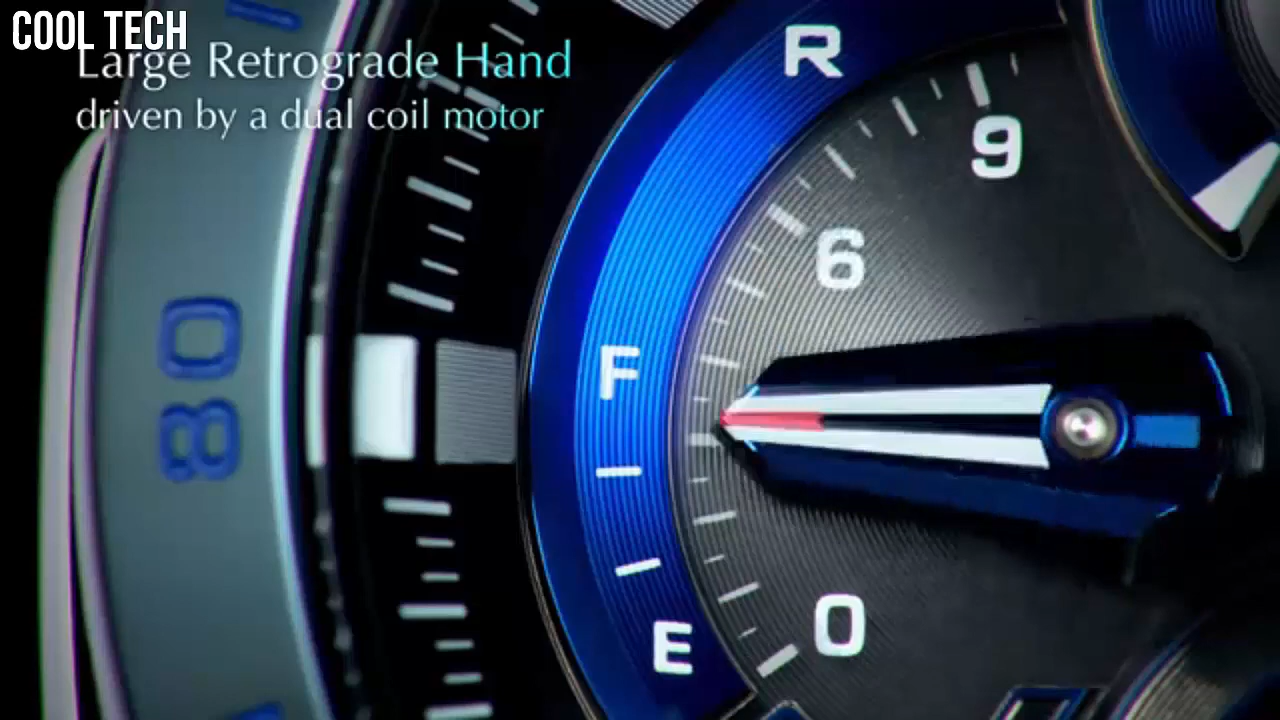 COOL TECH
Large Retrograde Hand
driven by a dual coil motor
R
9
6
F
80
E
0